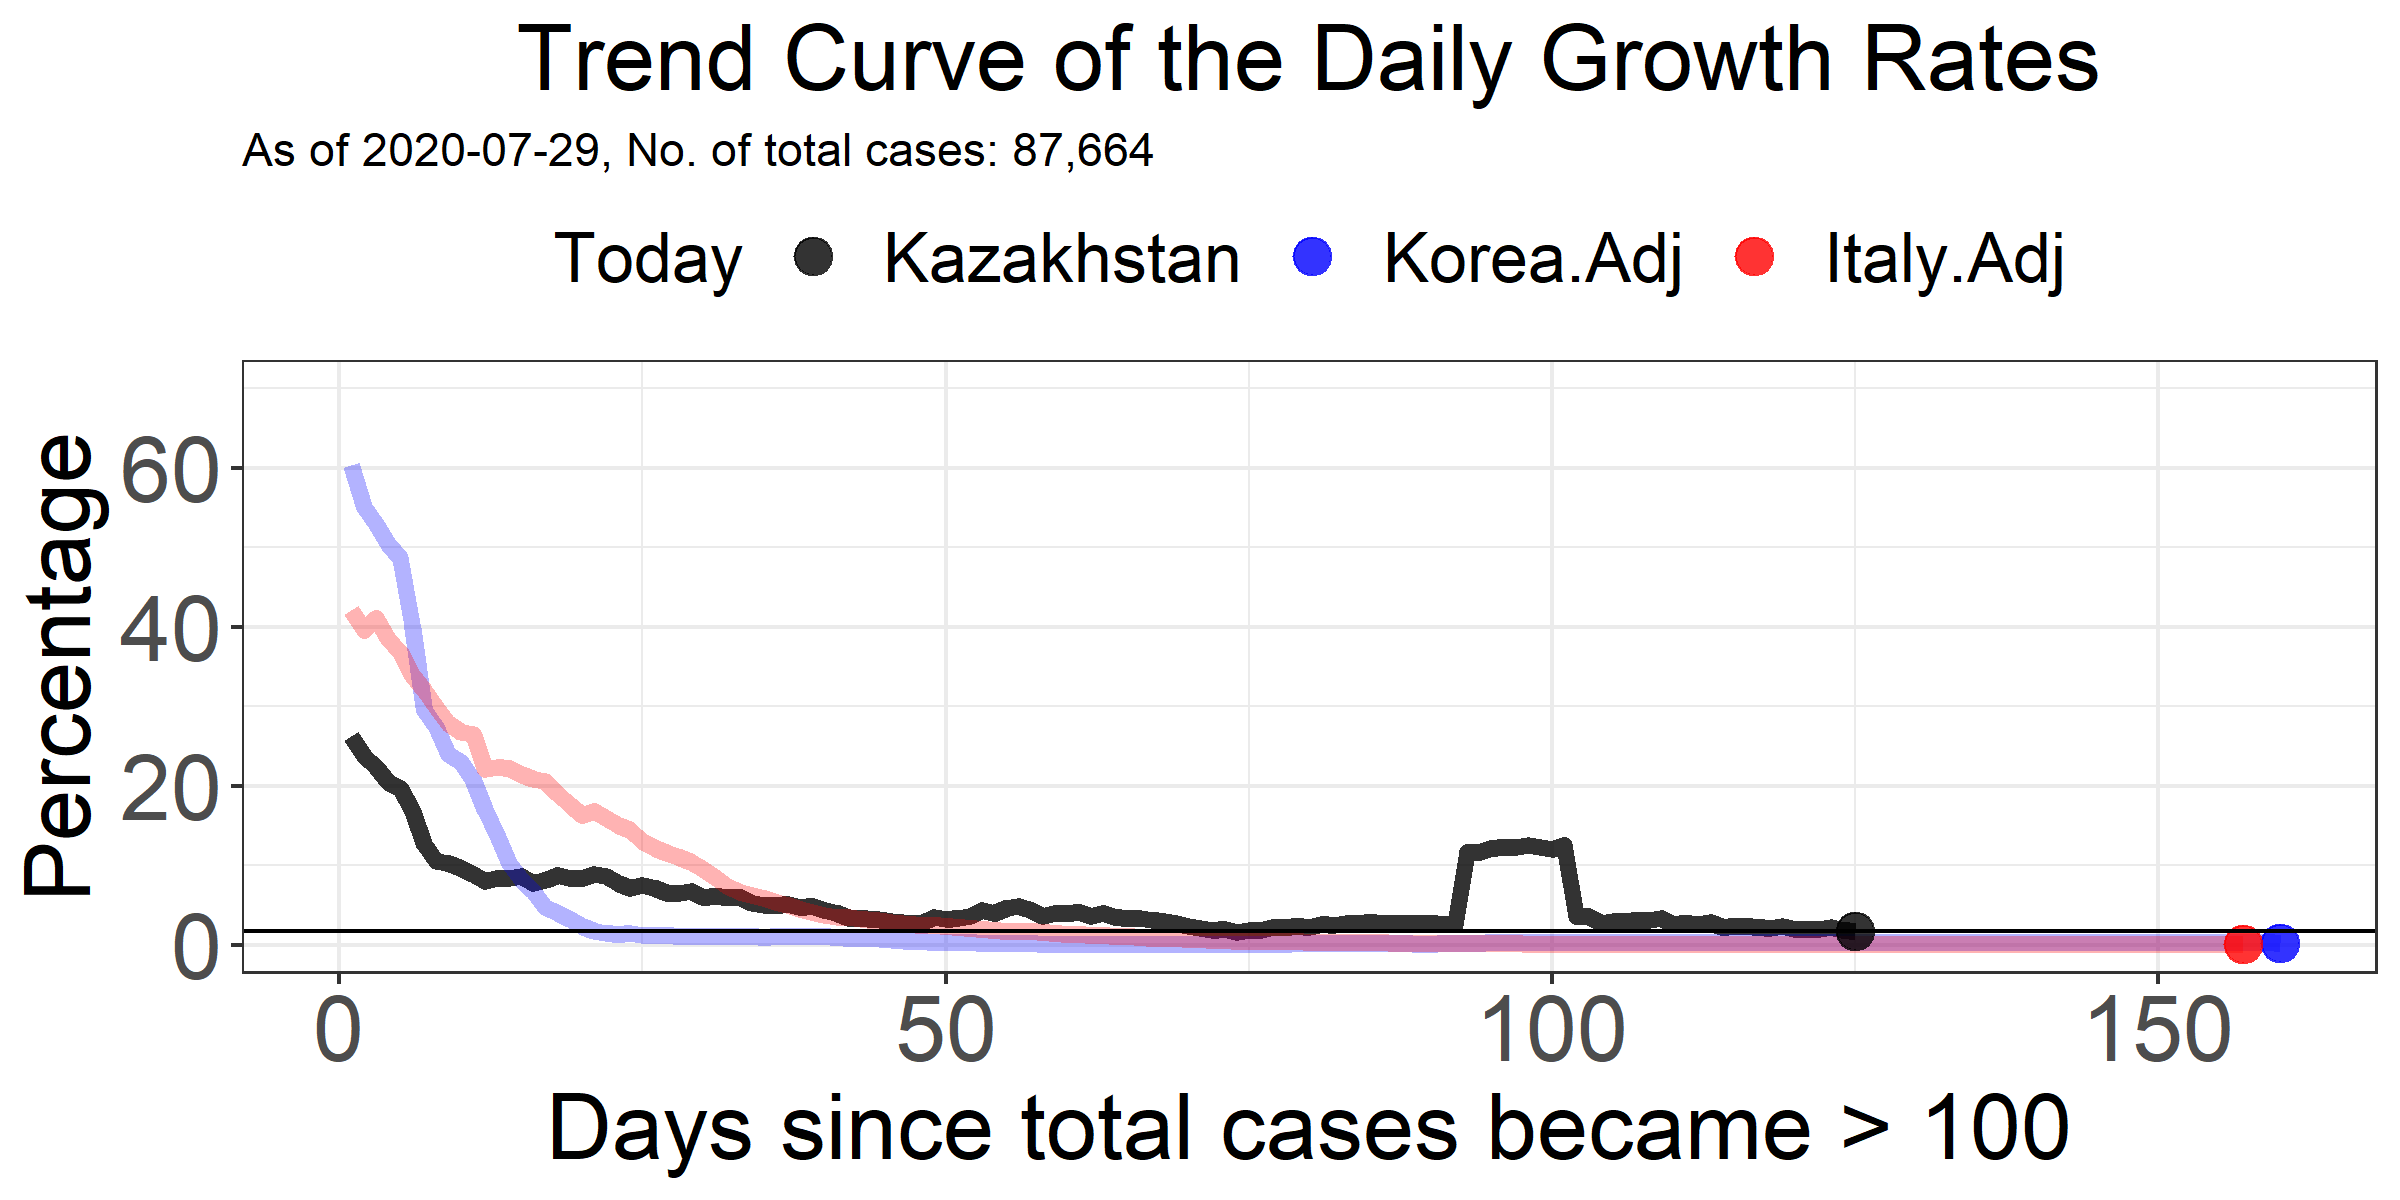 Trend Curve of the Daily Growth Rates
As of 2020-07-29, No. of total cases: 87,664
Today Kazakhstan Korea.Adj Italy.Adj
Percentage
60
40
20
0
0 50 100 150
Days since total cases became > 100